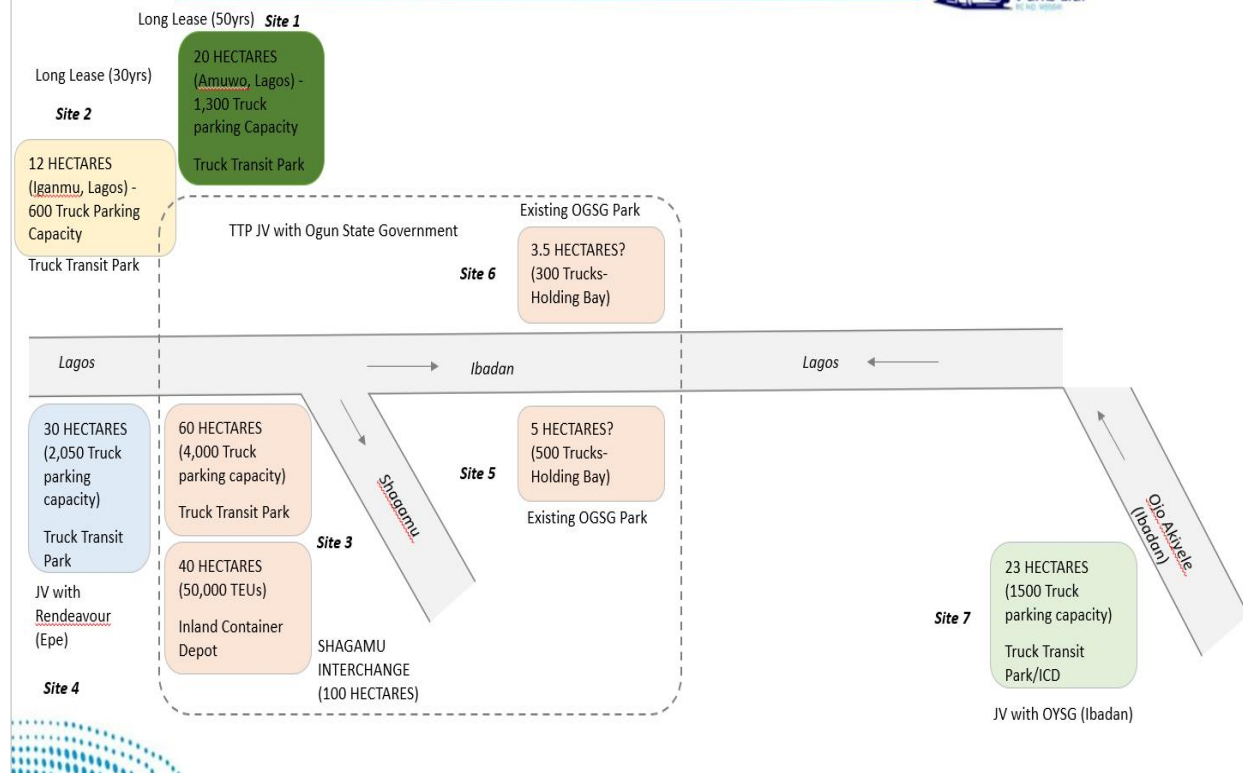 Long Lease (50yrs) Site 1
20 HECTARES
(Amuwo, Lagos) -
1,300 Truck
parking Capacity
Truck Transit Park
Long Lease (30yrs)
Site 2
12 HECTARES
(Iganmu, Lagos) -
600 Truck Parking
Capacity
Truck Transit Park
TTP JV with Ogun State Government
Existing OGSG Park
Site 6
3.5 HECTARES?
(300 Trucks-
Holding Bay)
Lagos
Ibadan
Lagos
30 HECTARES
(2,050 Truck
parking
capacity)
Truck Transit
Park
JV with
Rendeavour
(Epe)
Site 4
60 HECTARES
(4,000 Truck
parking capacity)
Truck Transit Park
Site 3
40 HECTARES
(50,000 TEUs)
Inland Container
Depot
SHAGAMU
INTERCHANGE
(100 HECTARES)
Shagamu
Site 5
5 HECTARES?
(500 Trucks-
Holding Bay)
Existing OGSG Park
Ojo Akiyele
(Ibadan)
Site 7
23 HECTARES
(1500 Truck
parking capacity)
Truck Transit
Park/ICD
JV with OYSG (Ibadan)